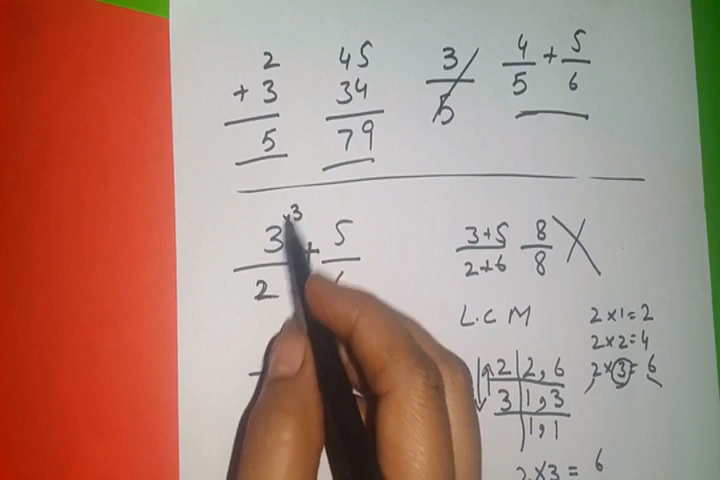 2 45 3/5 4/5 + 5/6
+ 3 34
5 79
3×3/2 + 5
3+5/2+6 8/8 X
L.C M
2×1=2
2×2=4
2×3=6
2 | 2, 6
3 | 1, 3
1, 1
2×3 = 6